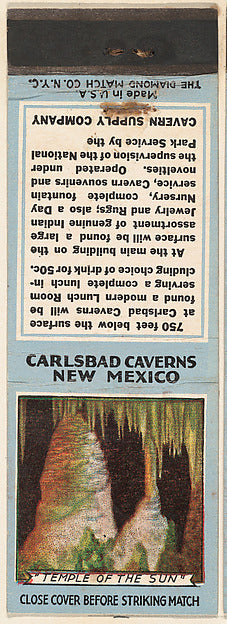 CARLSBAD CAVERNS
NEW MEXICO
"TEMPLE OF THE SUN"
CLOSE COVER BEFORE STRIKING MATCH
750 feet below the surface
at Carlsbad Caverns will be
found a modern Lunch Room
serving a complete lunch in-
cluding choice of drink for 50c.
At the main building on the
surface will be found a large
assortment of genuine Indian
Jewelry and Rugs; also a Day
Nursery, complete fountain
service, Cavern souvenirs and
novelties. Operated under
the supervision of the National
Park Service by the
CAVERN SUPPLY COMPANY
Made in U.S.A.
THE DIAMOND MATCH CO. N.Y.C.